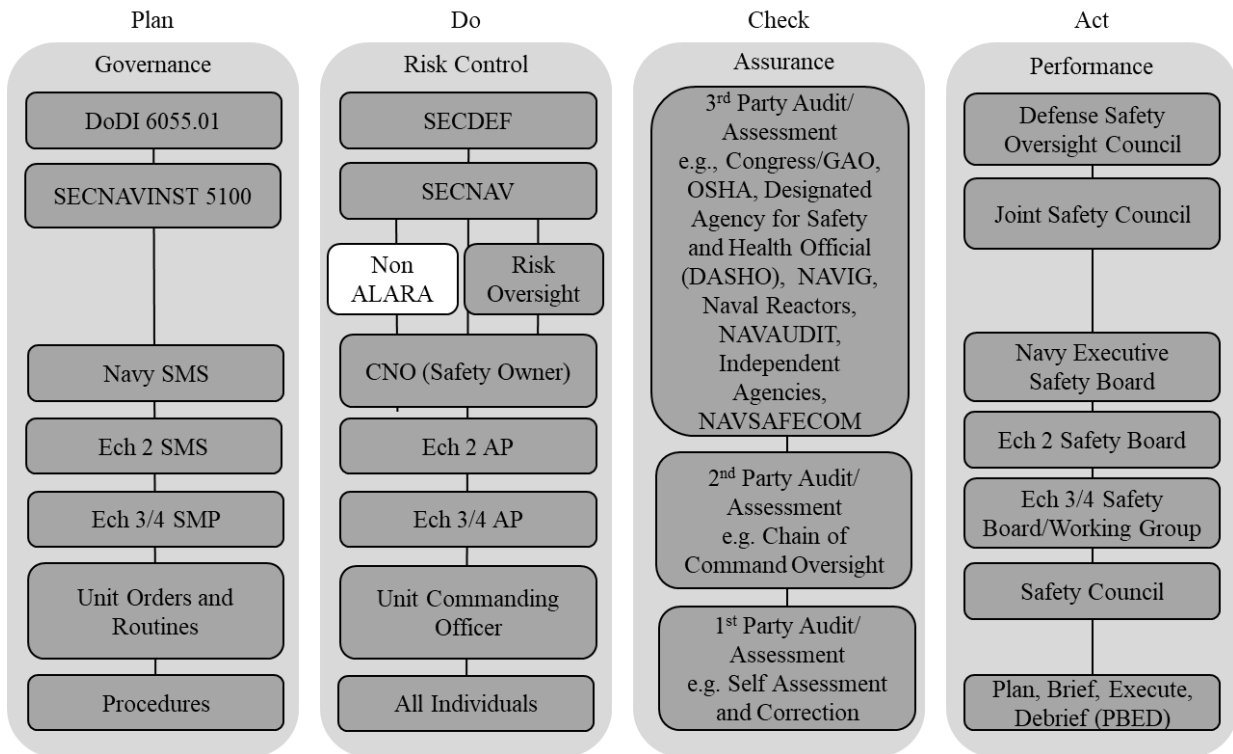 Plan
Governance
DoDI 6055.01
SECNAVINST 5100
Navy SMS
Ech 2 SMS
Ech 3/4 SMP
Unit Orders and
Routines
Procedures
Do
Risk Control
SECDEF
SECNAV
Non
ALARA
Risk
Oversight
CNO (Safety Owner)
Ech 2 AP
Ech 3/4 AP
Unit Commanding
Officer
All Individuals
Check
Assurance
3rd Party Audit/
Assessment
e.g., Congress/GAO,
OSHA, Designated
Agency for Safety
and Health Official
(DASHO), NAVIG,
Naval Reactors,
NAVAUDIT,
Independent
Agencies,
NAVSAFECOM
2nd Party Audit/
Assessment
e.g. Chain of
Command Oversight
1st Party Audit/
Assessment
e.g. Self Assessment
and Correction
Act
Performance
Defense Safety
Oversight Council
Joint Safety Council
Navy Executive
Safety Board
Ech 2 Safety Board
Ech 3/4 Safety
Board/Working Group
Safety Council
Plan, Brief, Execute,
Debrief (PBED)